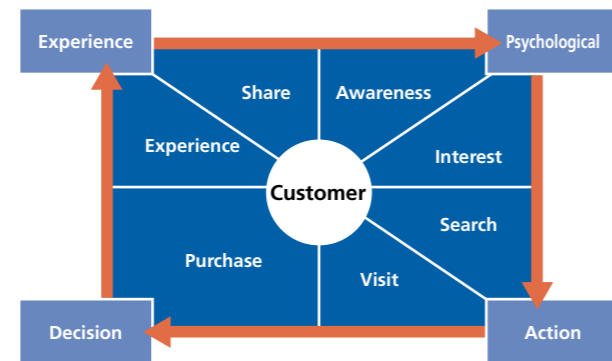 Experience
Psychological
Share
Awareness
Experience
Interest
Customer
Search
Purchase
Visit
Decision
Action